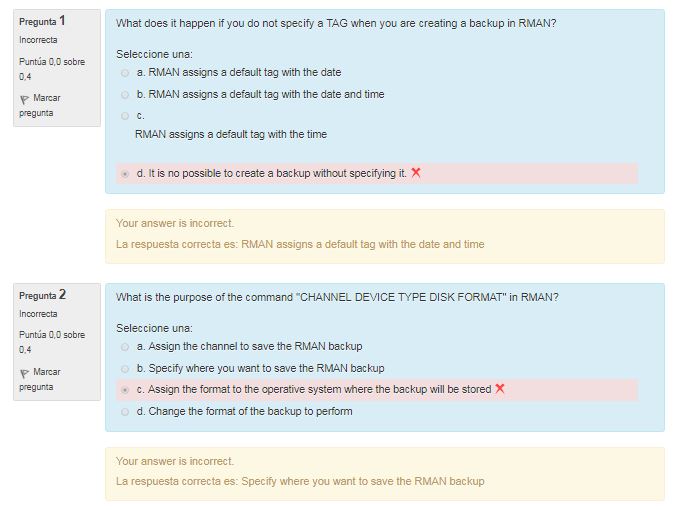 Pregunta 1
Incorrecta
Puntúa 0,0 sobre
0,4
Marcar
pregunta
What does it happen if you do not specify a TAG when you are creating a backup in RMAN?
Seleccione una:
a. RMAN assigns a default tag with the date
b. RMAN assigns a default tag with the date and time
c.
RMAN assigns a default tag with the time
d. It is no possible to create a backup without specifying it.
Your answer is incorrect.
La respuesta correcta es: RMAN assigns a default tag with the date and time
Pregunta 2
Incorrecta
Puntúa 0,0 sobre
0,4
Marcar
pregunta
What is the purpose of the command "CHANNEL DEVICE TYPE DISK FORMAT" in RMAN?
Seleccione una:
a. Assign the channel to save the RMAN backup
b. Specify where you want to save the RMAN backup
c. Assign the format to the operative system where the backup will be stored
d. Change the format of the backup to perform
Your answer is incorrect.
La respuesta correcta es: Specify where you want to save the RMAN backup